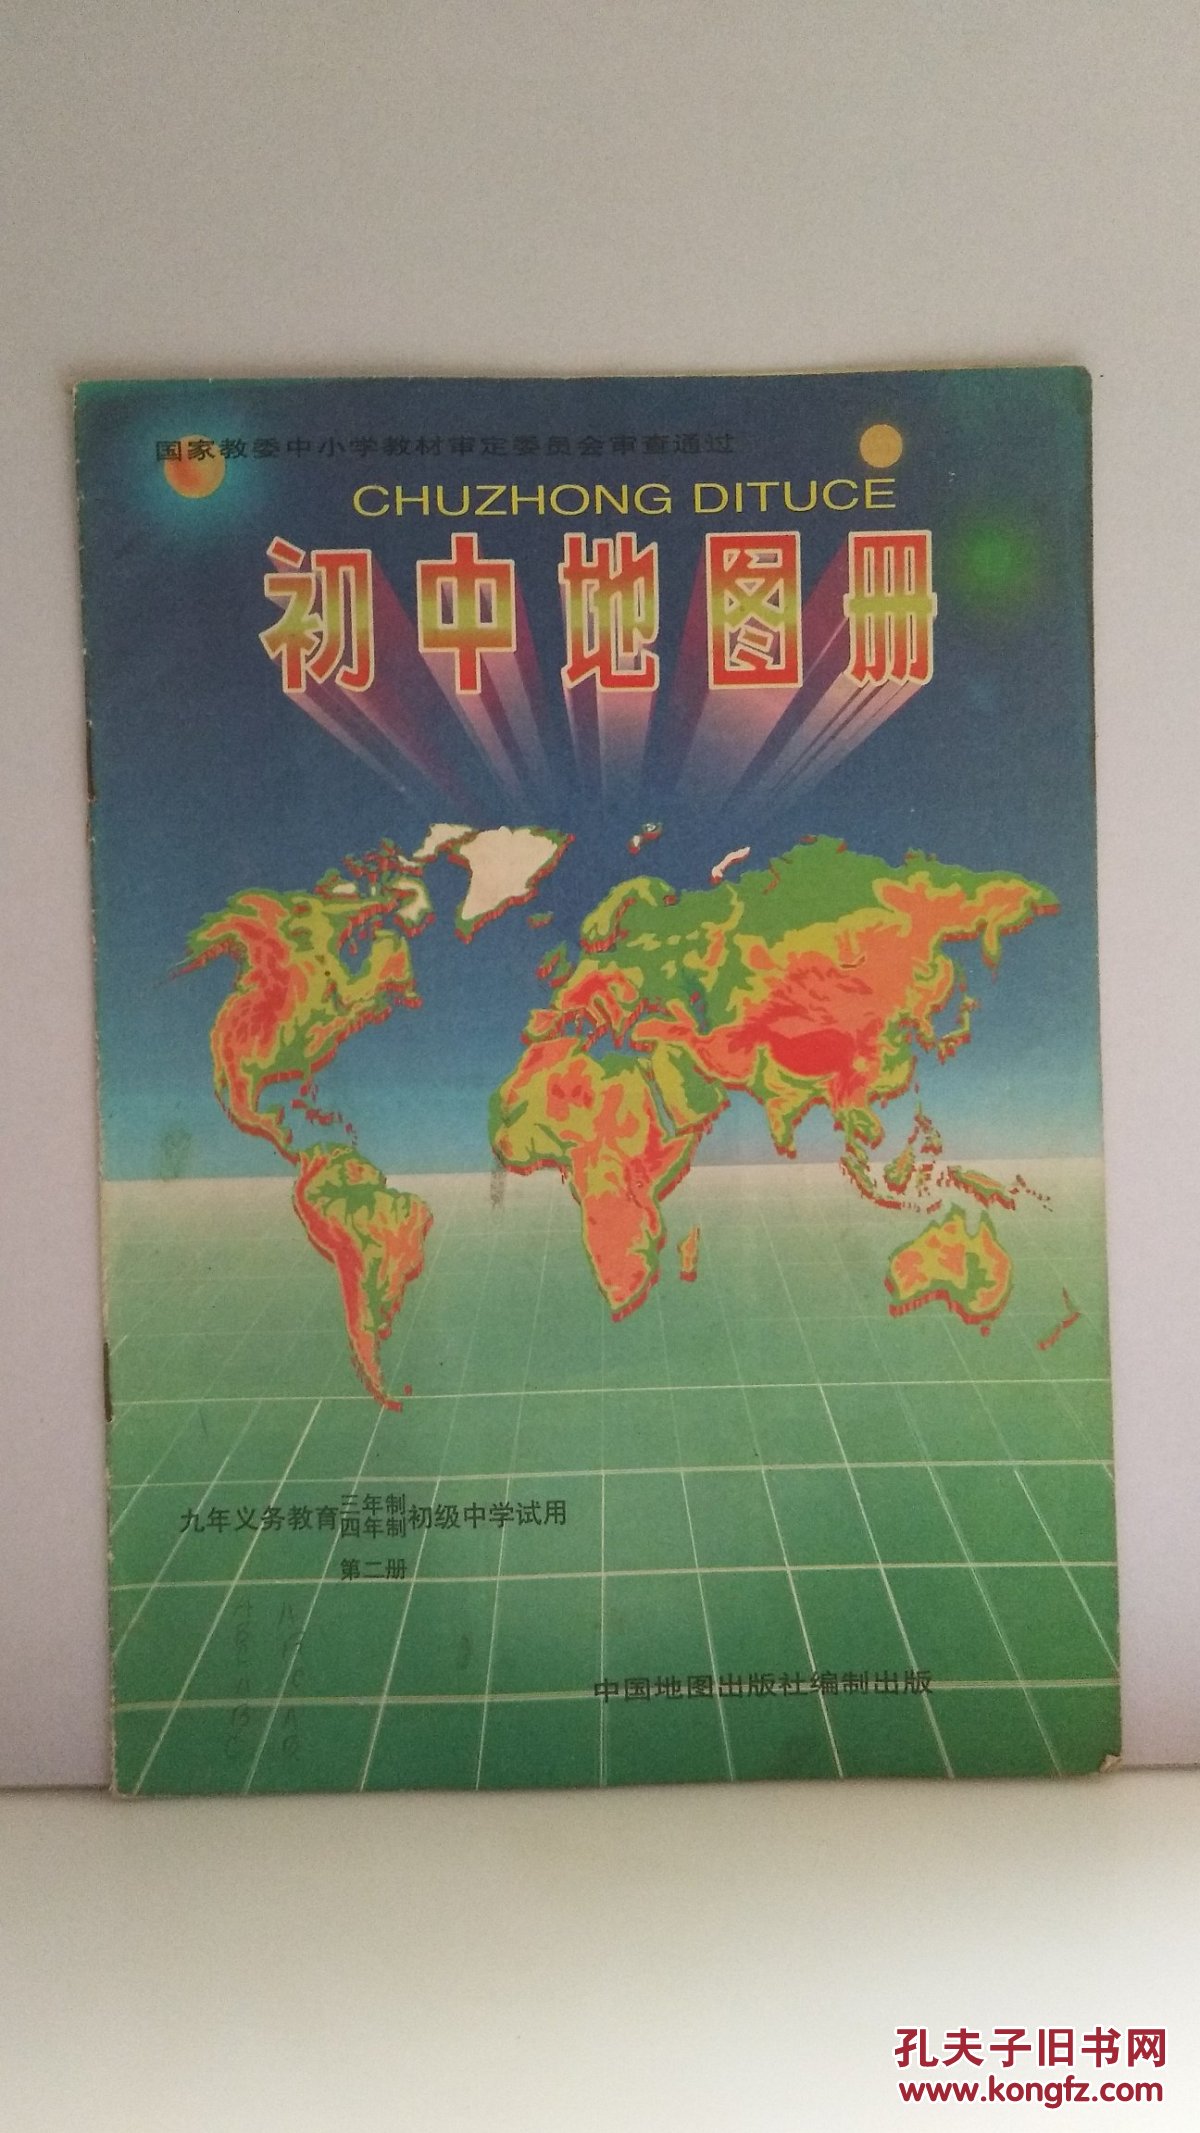 国家教委中小学教材审定委员会审查通过
CHUZHONG DITUCE
初中地图册
九年义务教育三年制四年制初级中学试用
第二册
中国地图出版社编制出版
孔夫子旧书网
www.kongfz.com